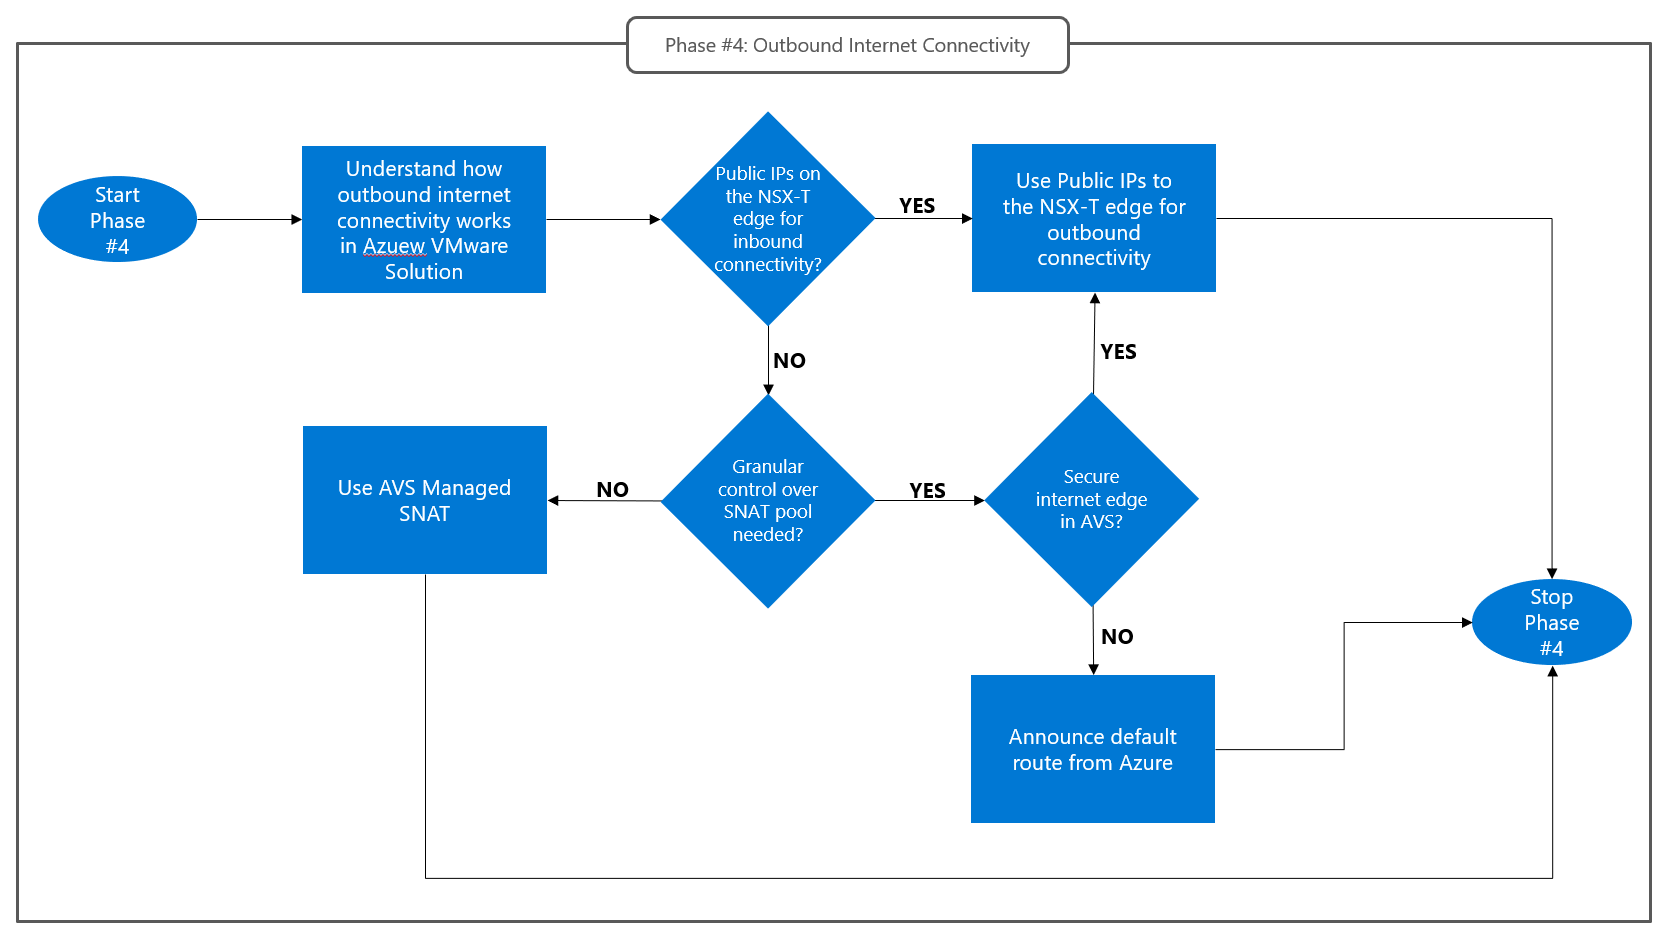 Phase #4: Outbound Internet Connectivity
Start
Phase
#4
Understand how
outbound internet
connectivity works
in Azuew VMware
Solution
Public IPs on
the NSX-T
edge for
inbound
connectivity?
YES
Use Public IPs to
the NSX-T edge for
outbound
connectivity
NO
YES
Use AVS Managed
SNAT
NO
Granular
control over
SNAT pool
needed?
YES
Secure
internet edge
in AVS?
NO
Stop
Phase
#4
Announce default
route from Azure